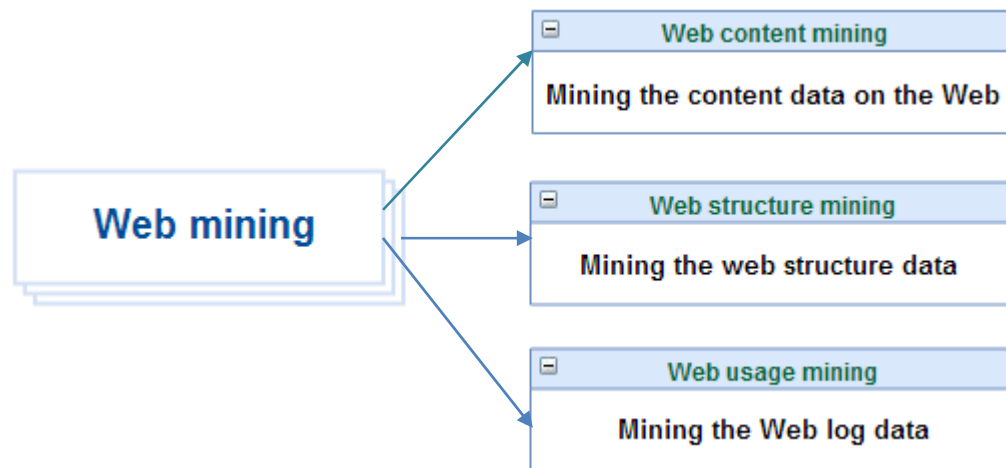 Web mining
Web content mining
Mining the content data on the Web
Web structure mining
Mining the web structure data
Web usage mining
Mining the Web log data